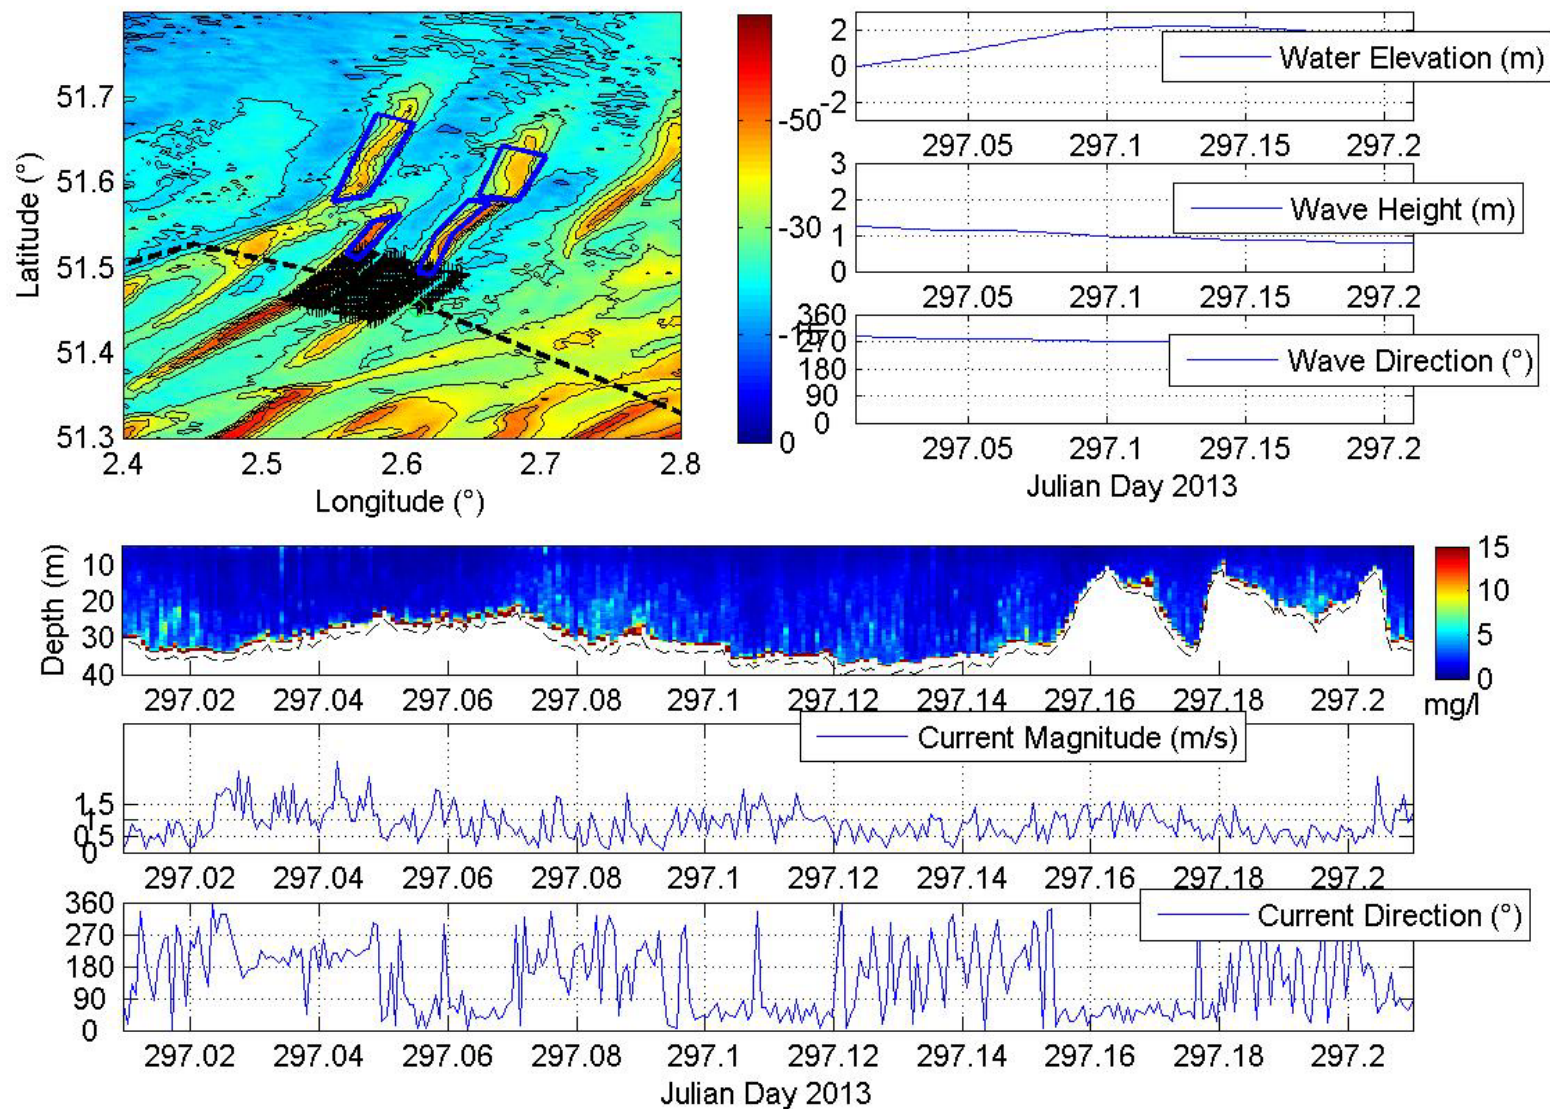 51.7
51.6
51.5
51.4
51.3
Latitude (°)
2.4 2.5 2.6 2.7 2.8
Longitude (°)
-50
-30
0
2
0
-2
Water Elevation (m)
297.05 297.1 297.15 297.2
3
2
1
0
Wave Height (m)
297.05 297.1 297.15 297.2
360
270
180
90
0
Wave Direction (°)
297.05 297.1 297.15 297.2
Julian Day 2013
Depth (m)
10
20
30
40
15
10
5
0
mg/l
297.02 297.04 297.06 297.08 297.1 297.12 297.14 297.16 297.18 297.2
Current Magnitude (m/s)
1.5
1
0.5
0
297.02 297.04 297.06 297.08 297.1 297.12 297.14 297.16 297.18 297.2
360
270
180
90
0
Current Direction (°)
297.02 297.04 297.06 297.08 297.1 297.12 297.14 297.16 297.18 297.2
Julian Day 2013